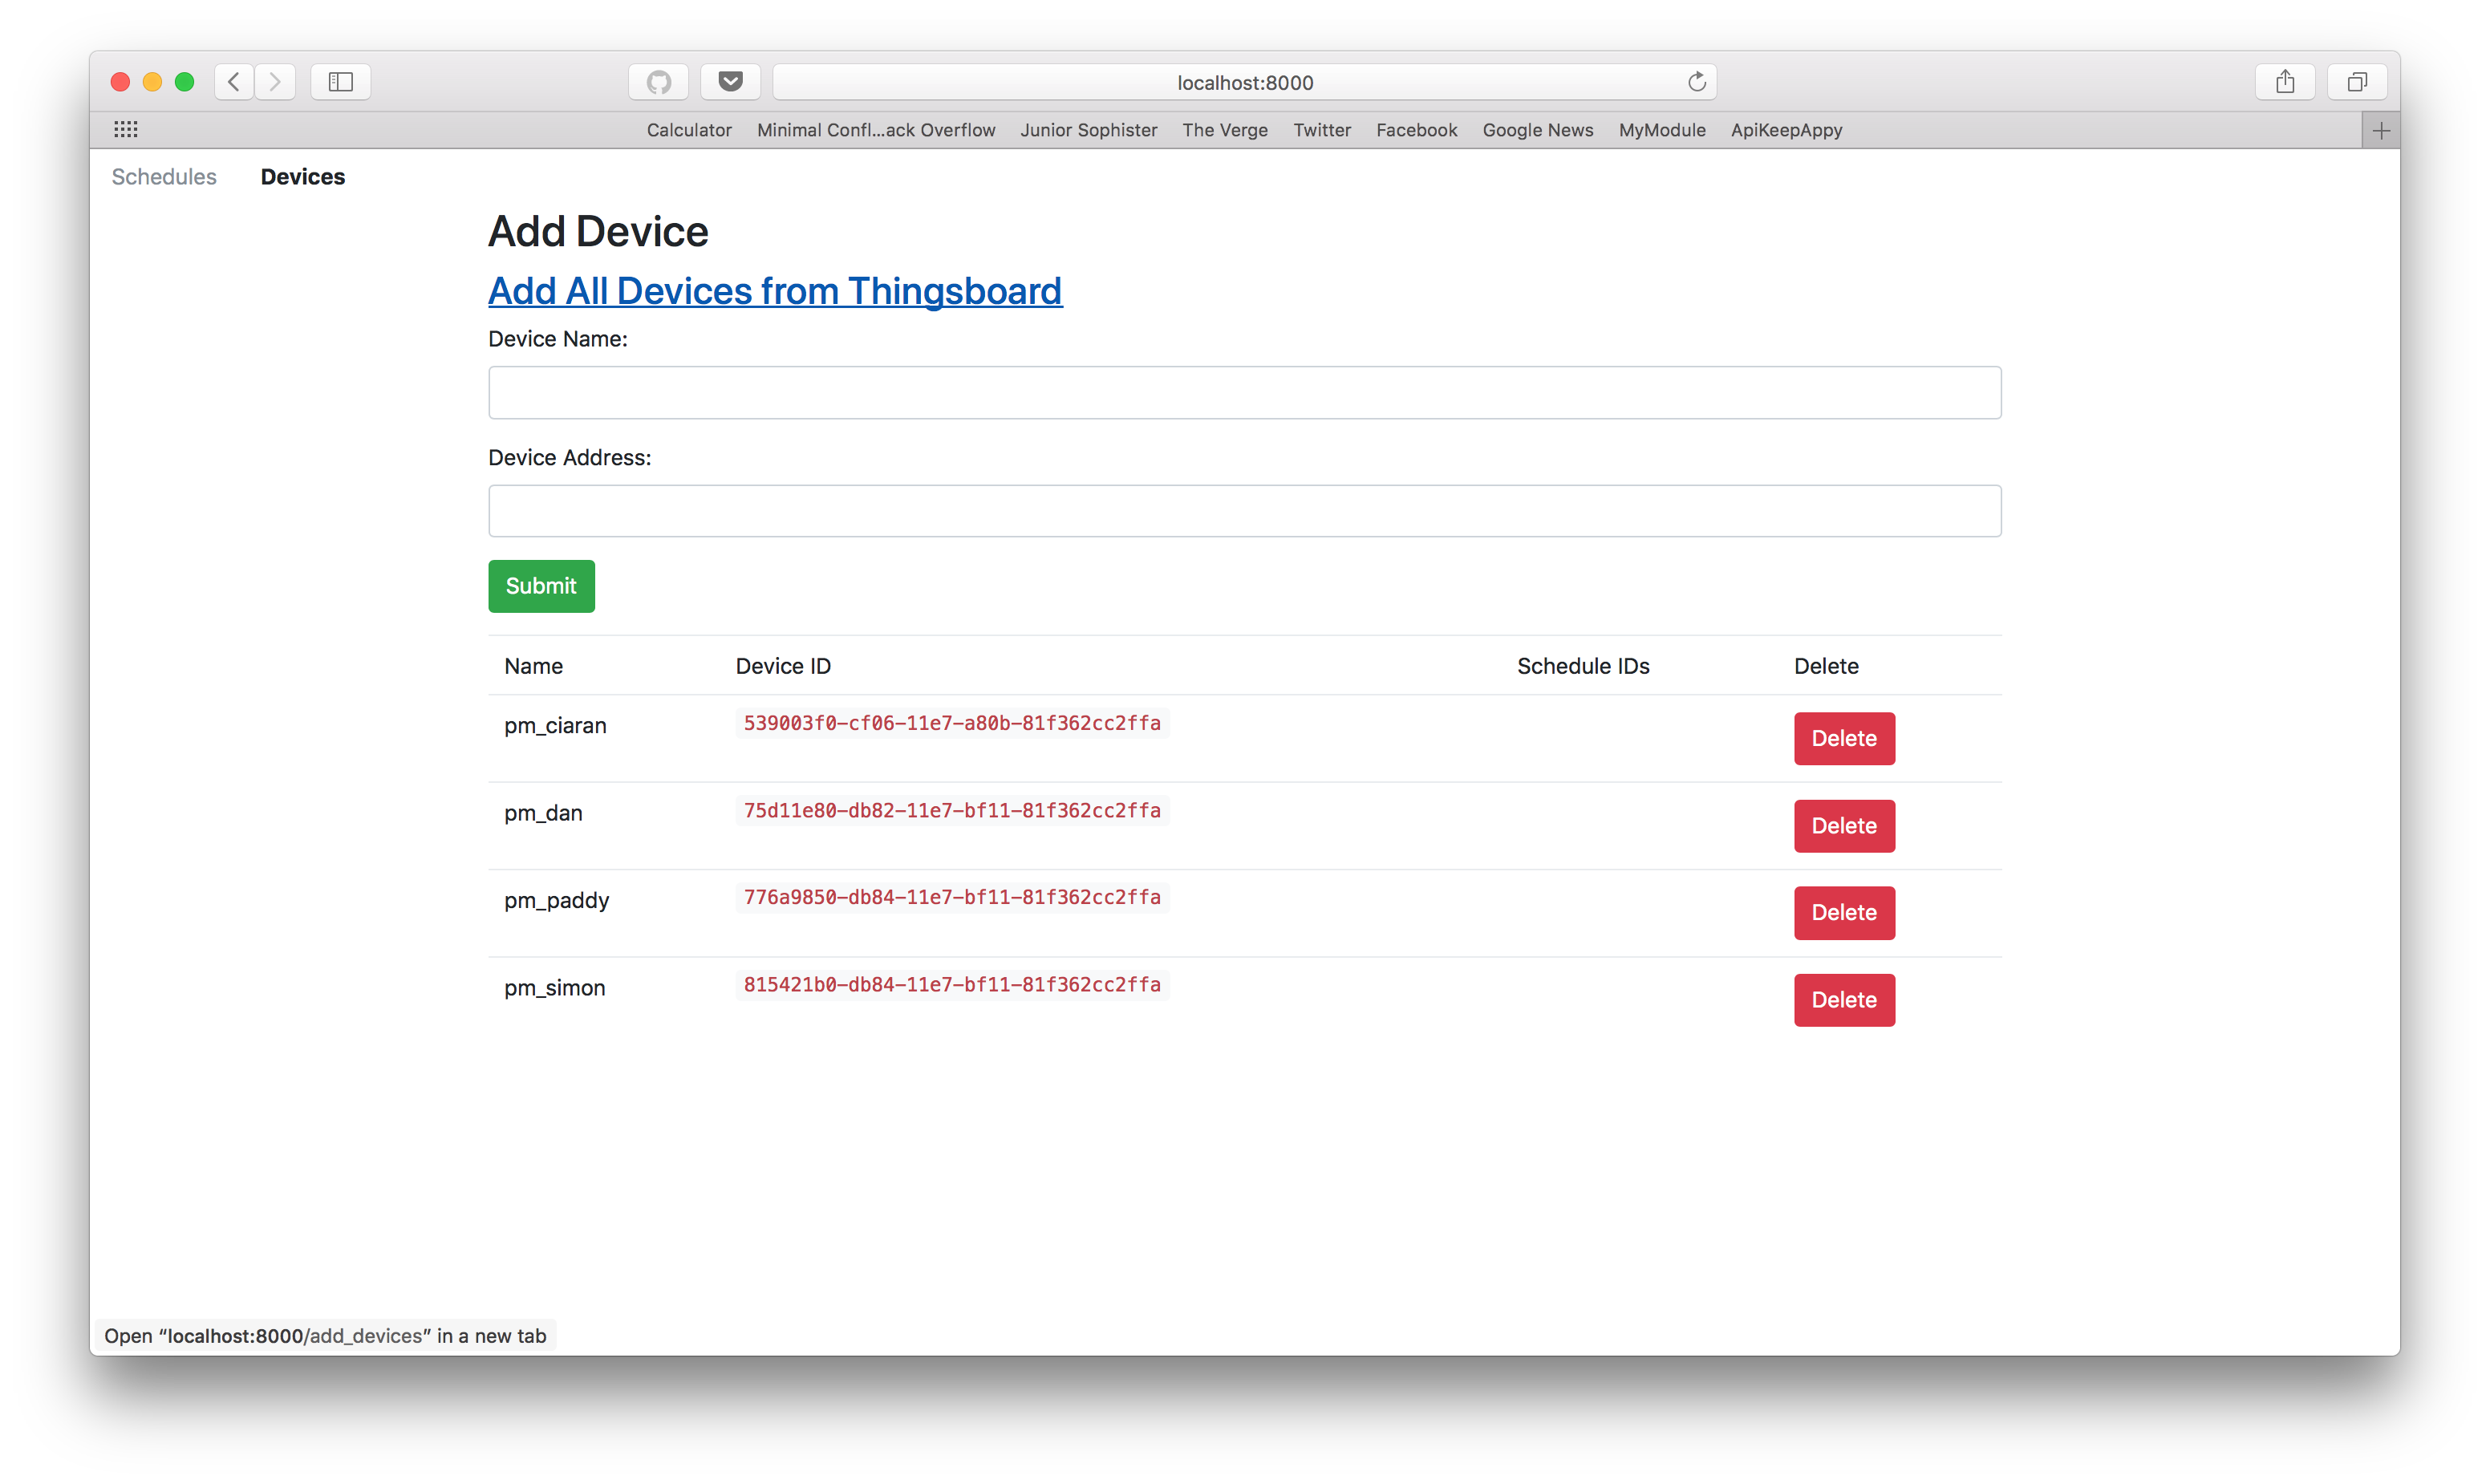 localhost:8000
Calculator Minimal Confl...ack Overflow Junior Sophister The Verge Twitter Facebook Google News MyModule ApiKeepAppy
Schedules Devices
Add Device
Add All Devices from Thingsboard
Device Name:
Device Address:
Submit
Name Device ID Schedule IDs Delete
pm_ciaran 539003f0-cf06-11e7-a80b-81f362cc2ffa Delete
pm_dan 75d11e80-db82-11e7-bf11-81f362cc2ffa Delete
pm_paddy 776a9850-db84-11e7-bf11-81f362cc2ffa Delete
pm_simon 815421b0-db84-11e7-bf11-81f362cc2ffa Delete
Open “localhost:8000/add_devices” in a new tab